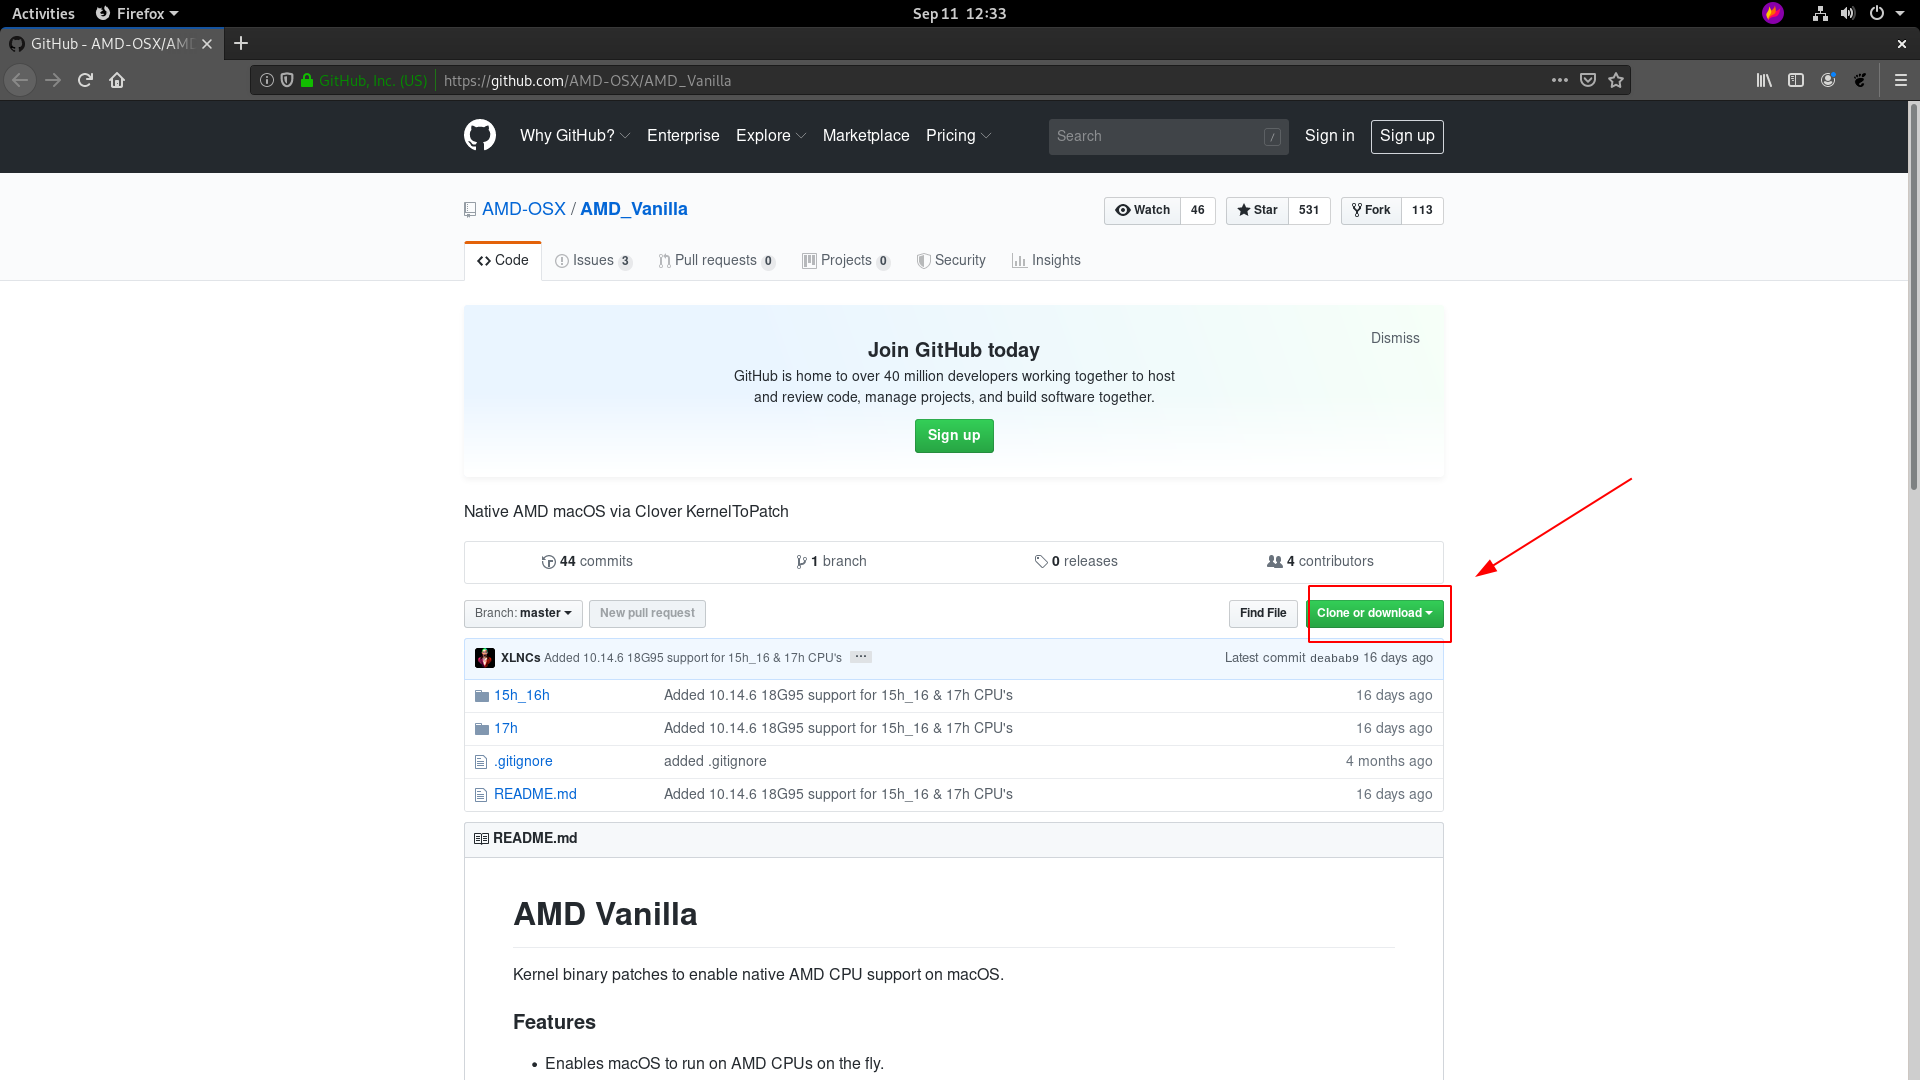 Activities Firefox Sep 11 12:33
GitHub - AMD-OSX/AMD
GitHub, Inc. (US) https://github.com/AMD-OSX/AMD_Vanilla
Why GitHub? Enterprise Explore Marketplace Pricing Search / Sign in Sign up
AMD-OSX / AMD_Vanilla Watch 46 Star 531 Fork 113
Code Issues 3 Pull requests 0 Projects 0 Security Insights
Dismiss
Join GitHub today
GitHub is home to over 40 million developers working together to host
and review code, manage projects, and build software together.
Sign up
Native AMD macOS via Clover KernelToPatch
44 commits 1 branch 0 releases 4 contributors
Branch: master New pull request Find File Clone or download
XLNCs Added 10.14.6 18G95 support for 15h_16 & 17h CPU's ... Latest commit deabab9 16 days ago
15h_16h Added 10.14.6 18G95 support for 15h_16 & 17h CPU's 16 days ago
17h Added 10.14.6 18G95 support for 15h_16 & 17h CPU's 16 days ago
.gitignore added .gitignore 4 months ago
README.md Added 10.14.6 18G95 support for 15h_16 & 17h CPU's 16 days ago
README.md
AMD Vanilla
Kernel binary patches to enable native AMD CPU support on macOS.
Features
• Enables macOS to run on AMD CPUs on the fly.